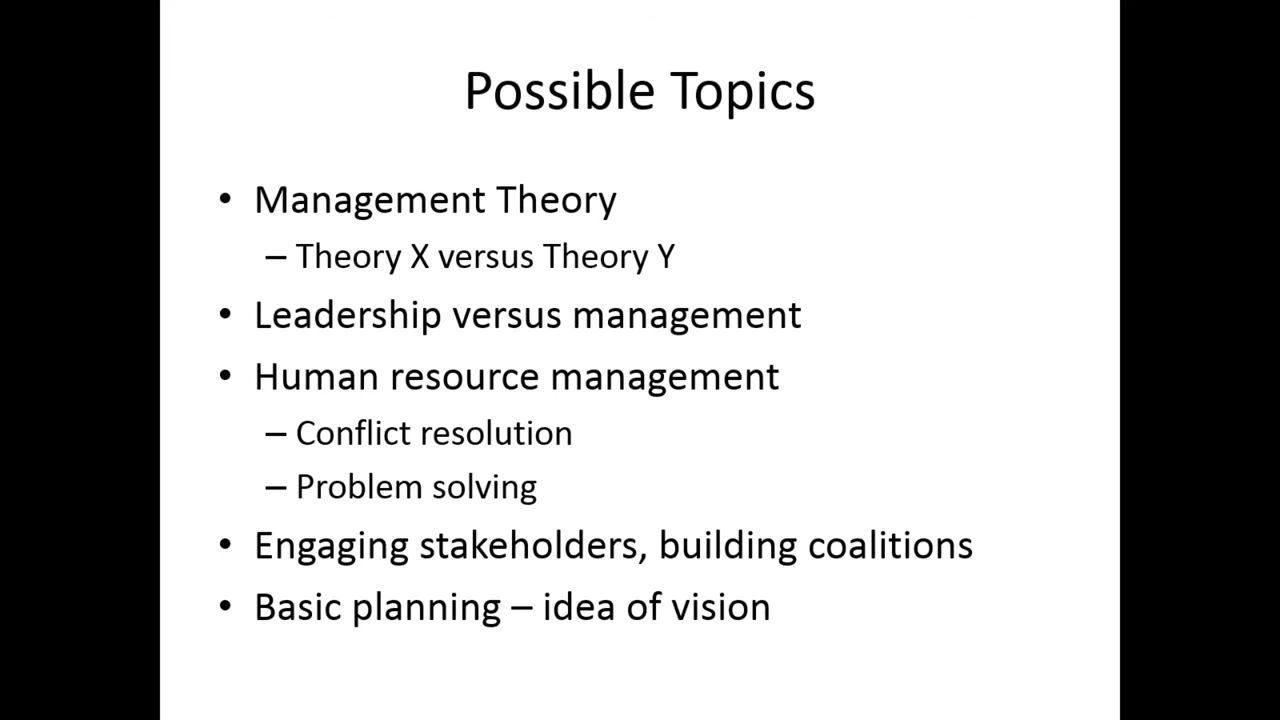 Possible Topics
• Management Theory
– Theory X versus Theory Y
• Leadership versus management
• Human resource management
– Conflict resolution
– Problem solving
• Engaging stakeholders, building coalitions
• Basic planning – idea of vision